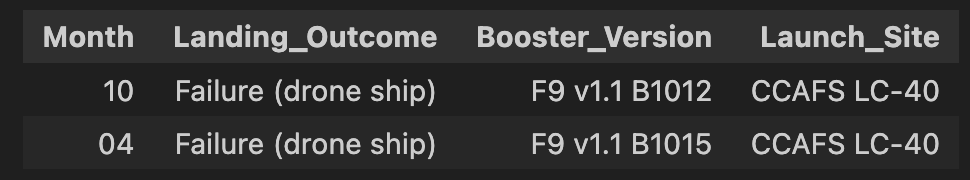 Month Landing_Outcome Booster_Version Launch_Site
10 Failure (drone ship) F9 v1.1 B1012 CCAFS LC-40
04 Failure (drone ship) F9 v1.1 B1015 CCAFS LC-40